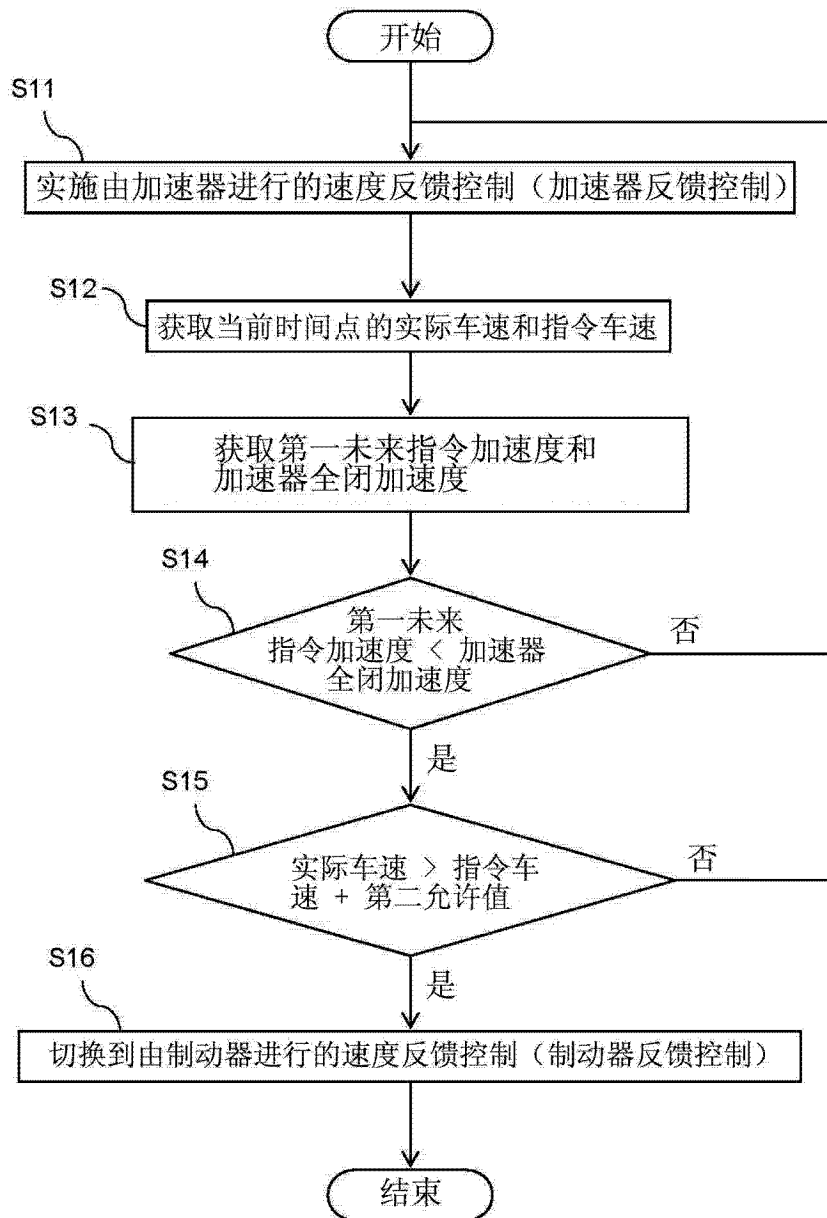 开始
S11
实施由加速器进行的速度反馈控制（加速器反馈控制）
S12
获取当前时间点的实际车速和指令车速
S13
获取第一未来指令加速度和
加速器全闭加速度
S14
第一未来
指令加速度 < 加速器
全闭加速度
否
是
S15
实际车速 > 指令车
速 + 第二允许值
否
是
S16
切换到由制动器进行的速度反馈控制（制动器反馈控制）
结束